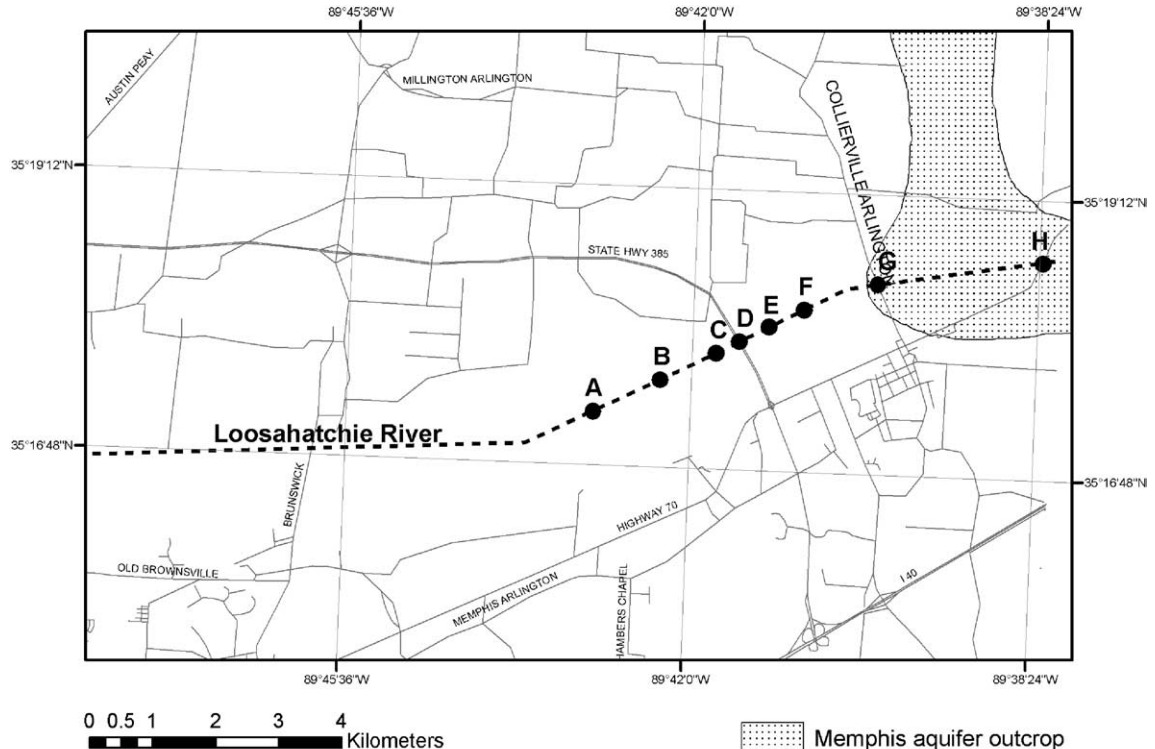 89°45'36"W
89°42'0"W
89°38'24"W
AUSTIN PEAY
MILLINGTON ARLINGTON
COLLIERVILLE ARLINGTON
35°19'12"N
35°19'12"N
STATE HWY 385
H
G
F
E
D
C
B
A
Loosahatchie River
35°16'48"N
35°16'48"N
BRUNSWICK
HIGHWAY 70
OLD BROWNSVILLE
MEMPHIS ARLINGTON
HAMBERS CHAPEL
I 40
89°45'36"W
89°42'0"W
89°38'24"W
0 0.5 1 2 3 4
Kilometers
Memphis aquifer outcrop